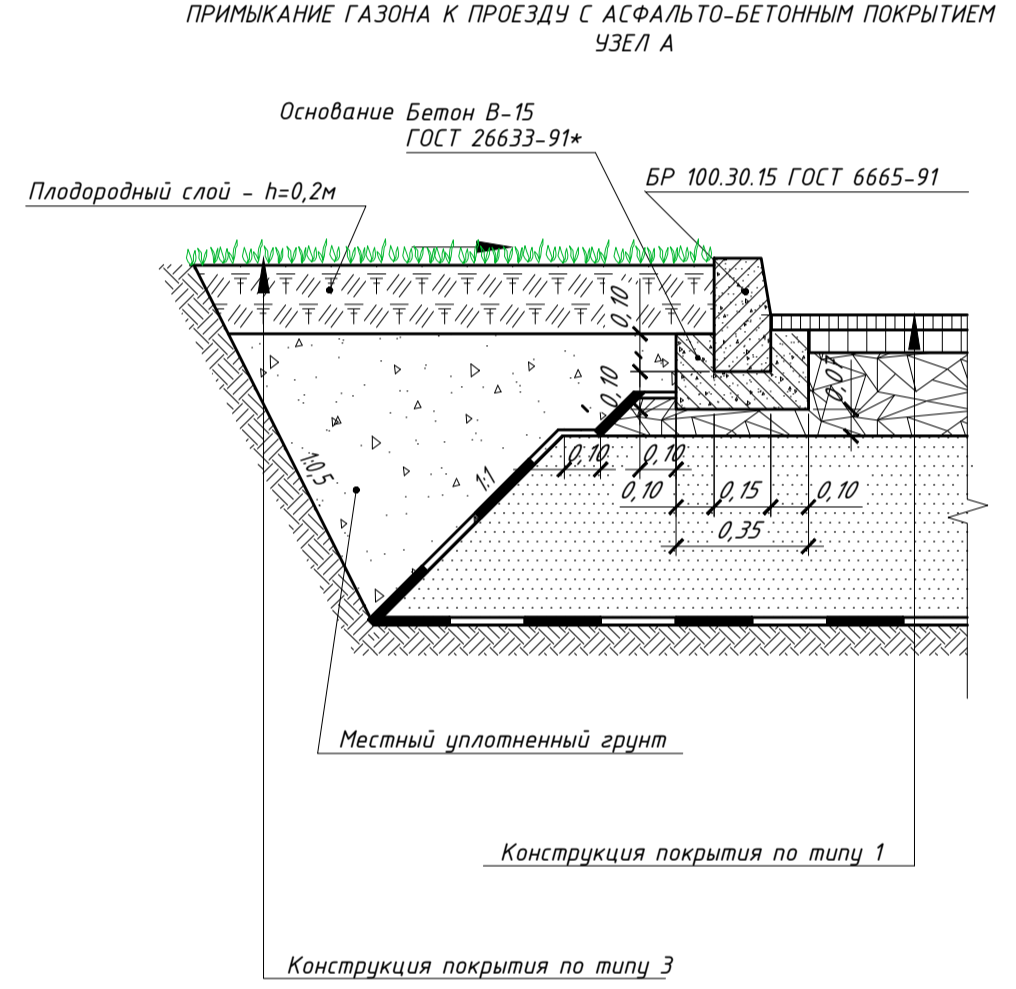 ПРИМЫКАНИЕ ГАЗОНА К ПРОЕЗДУ С АСФАЛЬТО-БЕТОННЫМ ПОКРЫТИЕМ
УЗЕЛ А
Основание Бетон В-15
ГОСТ 26633-91*
БР 100.30.15 ГОСТ 6665-91
Плодородный слой - h=0,2м
0,10
0,10
0,07
1:0,5
1:1
0,10
0,10
0,10
0,15
0,10
0,35
Местный уплотненный грунт
Конструкция покрытия по типу 1
Конструкция покрытия по типу 3